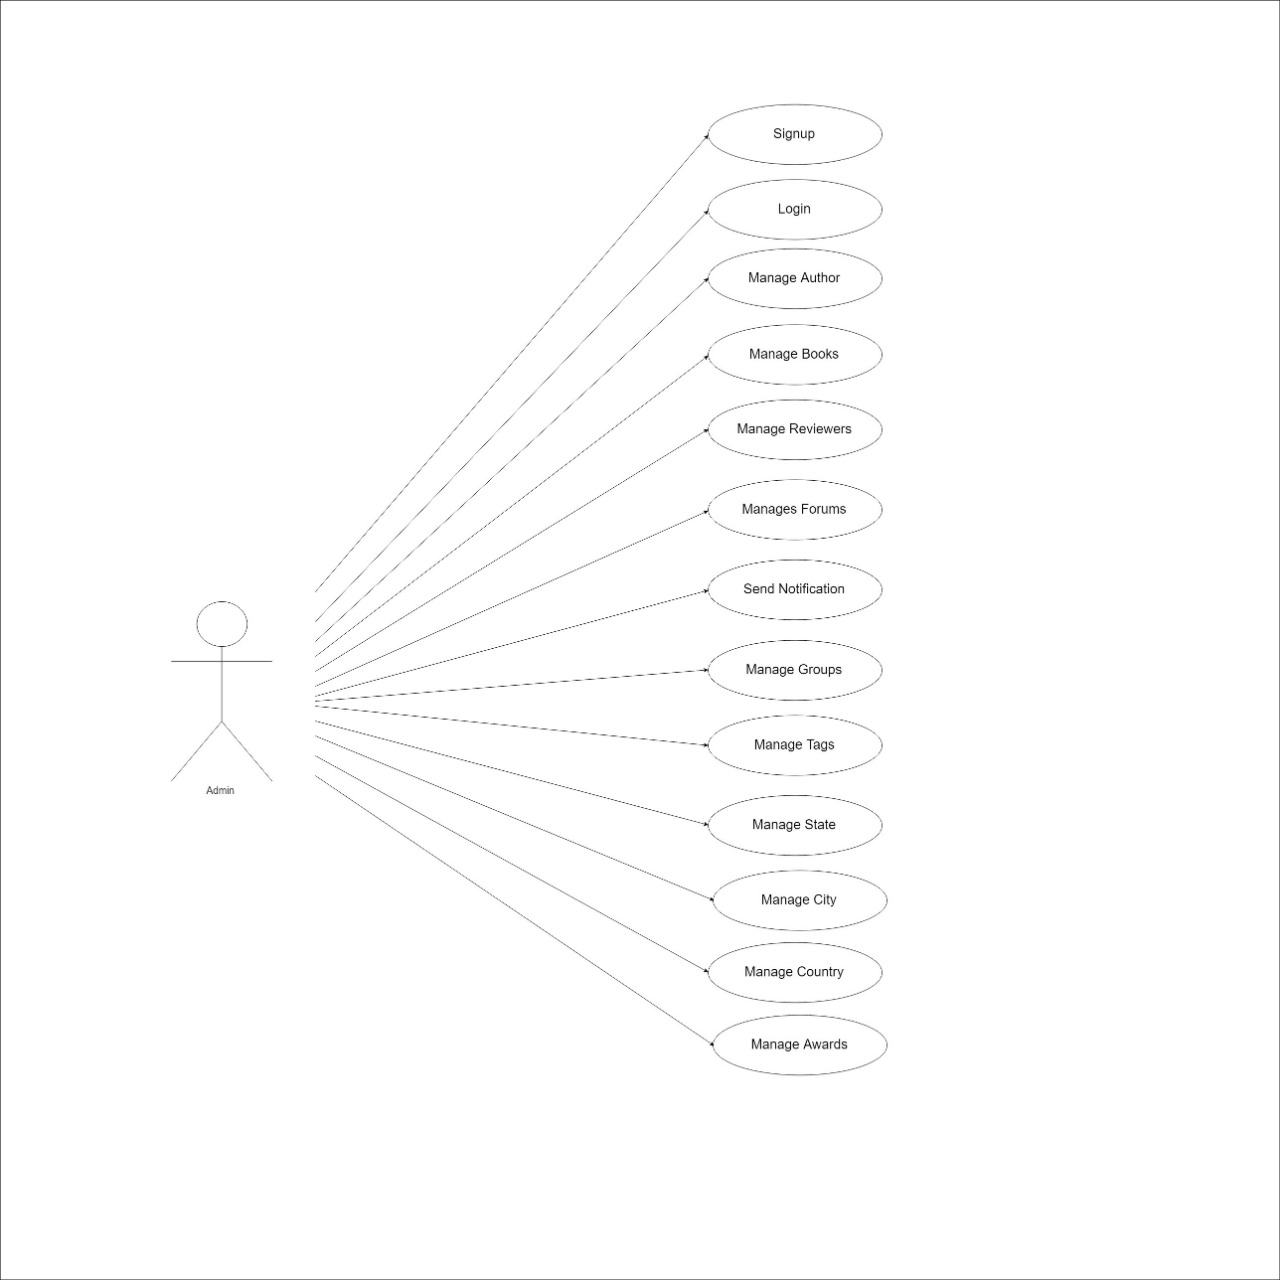 Signup
Login
Manage Author
Manage Books
Manage Reviewers
Manages Forums
Send Notification
Manage Groups
Manage Tags
Admin
Manage State
Manage City
Manage Country
Manage Awards